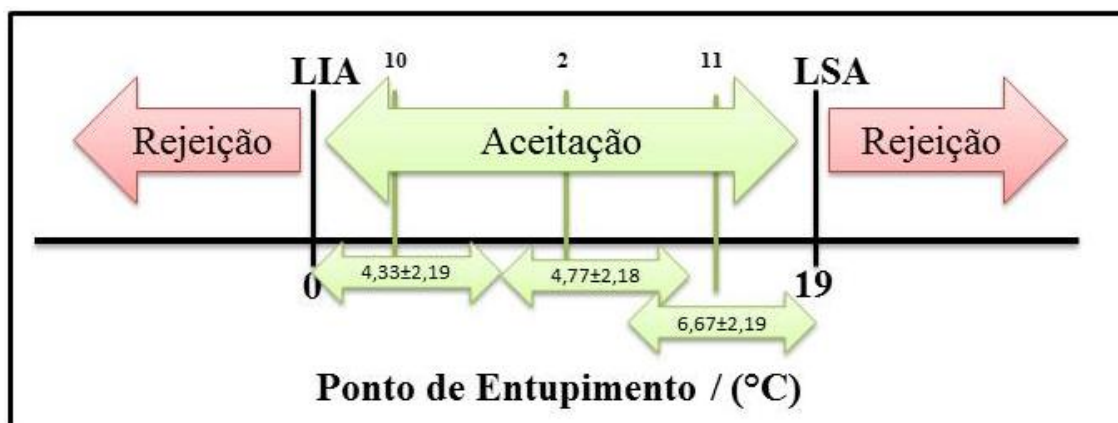 10 2 11
LIA LSA
Rejeição Aceitação Rejeição
4,33±2,19 4,77±2,18
0 19
6,67±2,19
Ponto de Entupimento / (°C)